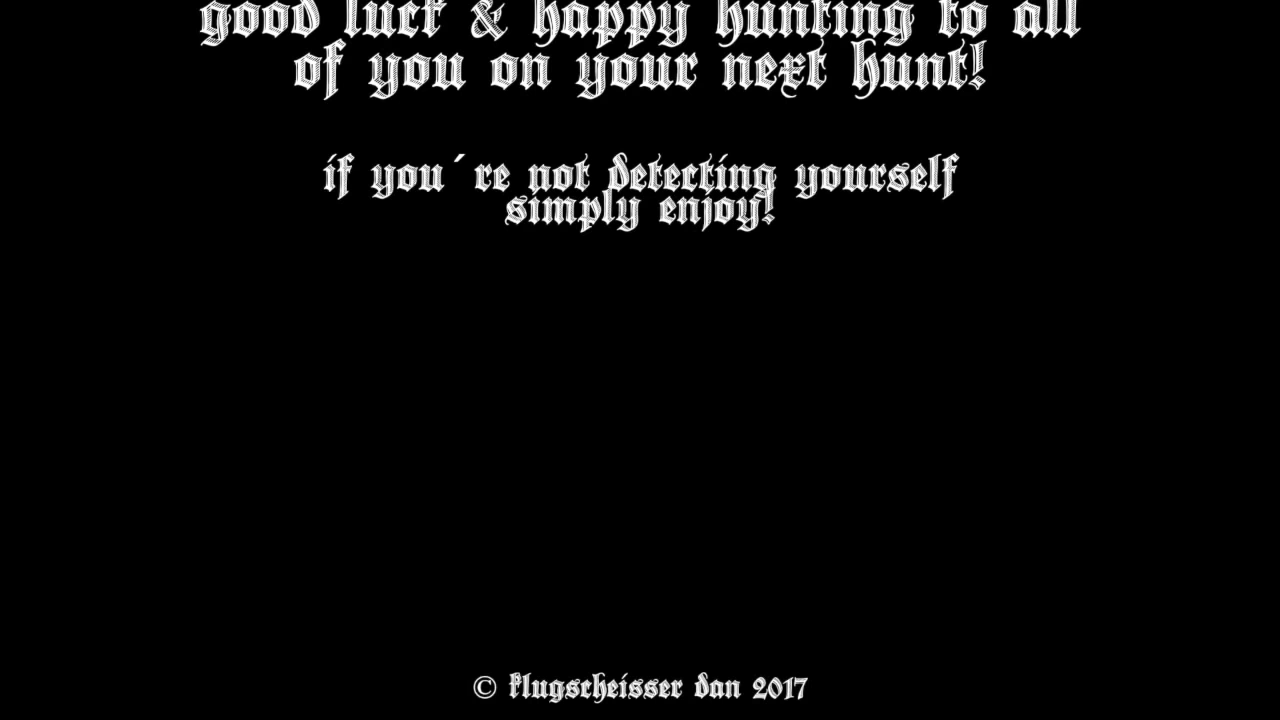 good luck & happy hunting to all
of you on your next hunt!
if you´re not detecting yourself
simply enjoy!
© klugscheisser dan 2017